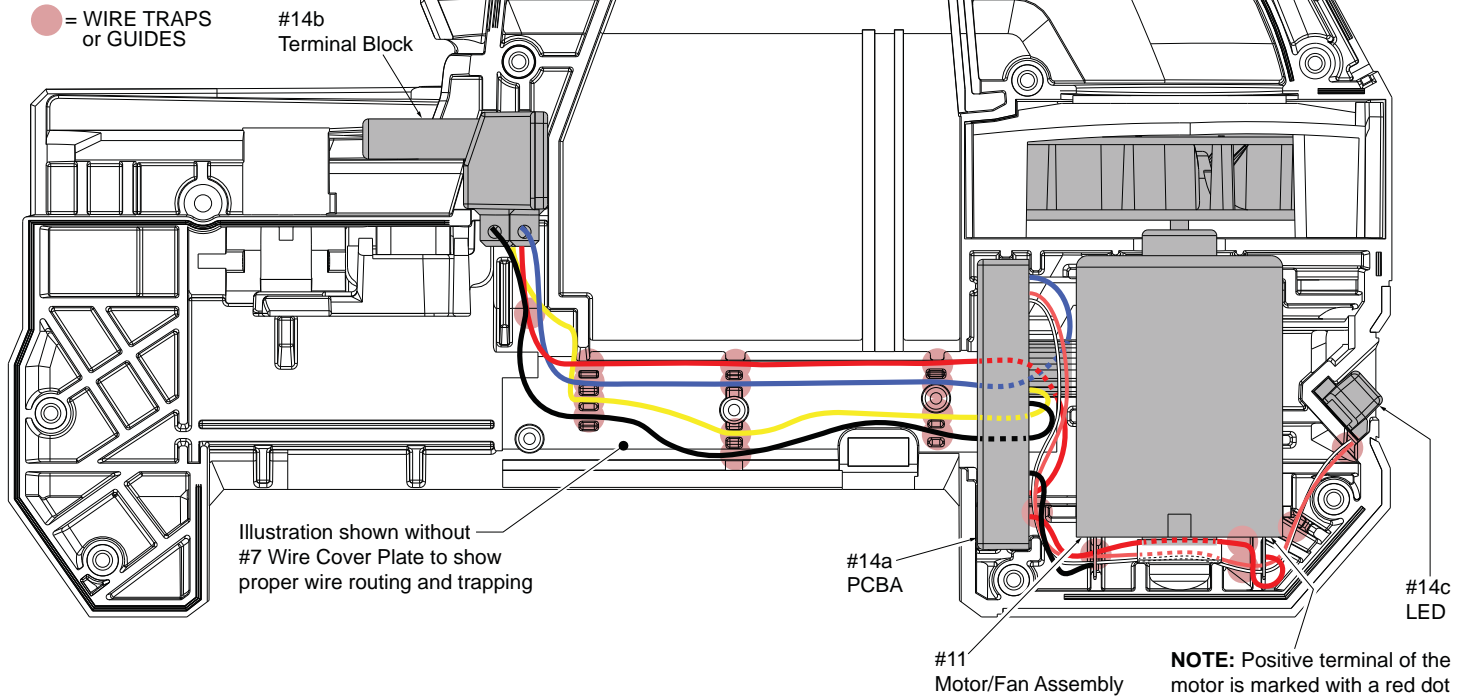 = WIRE TRAPS
or GUIDES
#14b
Terminal Block
Illustration shown without
#7 Wire Cover Plate to show
proper wire routing and trapping
#14a
PCBA
#11
Motor/Fan Assembly
#14c
LED
NOTE: Positive terminal of the
motor is marked with a red dot